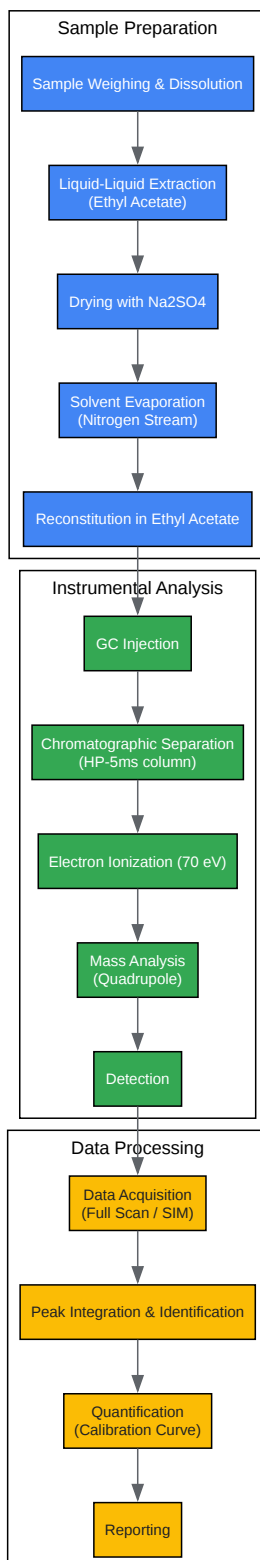 Sample Preparation
Sample Weighing & Dissolution
Liquid-Liquid Extraction
(Ethyl Acetate)
Drying with Na2SO4
Solvent Evaporation
(Nitrogen Stream)
Reconstitution in Ethyl Acetate
Instrumental Analysis
GC Injection
Chromatographic Separation
(HP-5ms column)
Electron Ionization (70 eV)
Mass Analysis
(Quadrupole)
Detection
Data Processing
Data Acquisition
(Full Scan / SIM)
Peak Integration & Identification
Quantification
(Calibration Curve)
Reporting